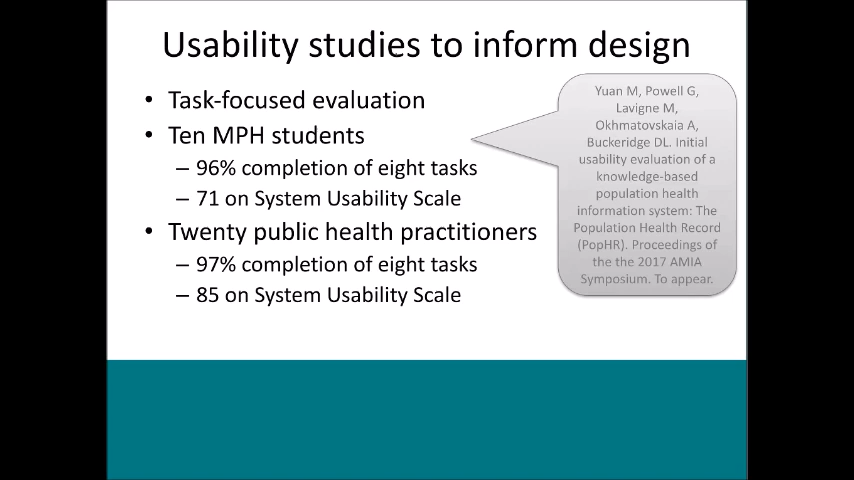 Usability studies to inform design
• Task-focused evaluation
• Ten MPH students
– 96% completion of eight tasks
– 71 on System Usability Scale
• Twenty public health practitioners
– 97% completion of eight tasks
– 85 on System Usability Scale
Yuan M, Powell G,
Lavigne M,
Okhmatovskaia A,
Buckeridge DL. Initial
usability evaluation of a
knowledge-based
population health
information system: The
Population Health Record
(PopHR). Proceedings of
the the 2017 AMIA
Symposium. To appear.